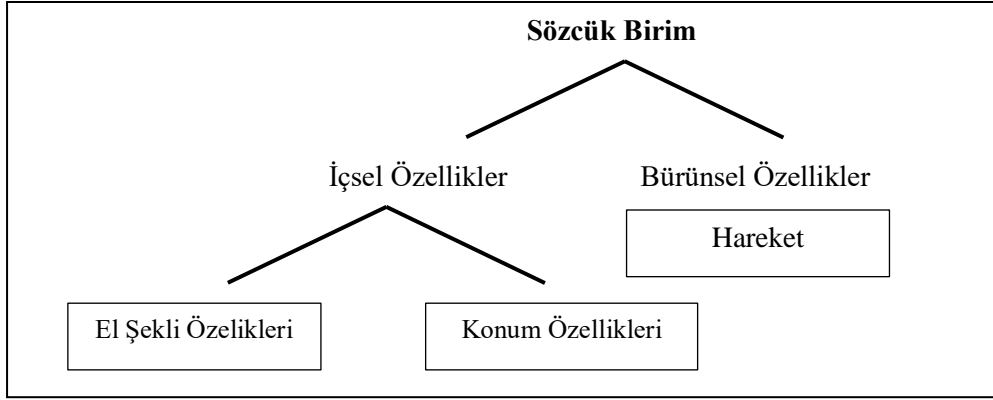 Sözcük Birim
İçsel Özellikler
Bürünsel Özellikler
Hareket
El Şekli Özelikleri
Konum Özellikleri